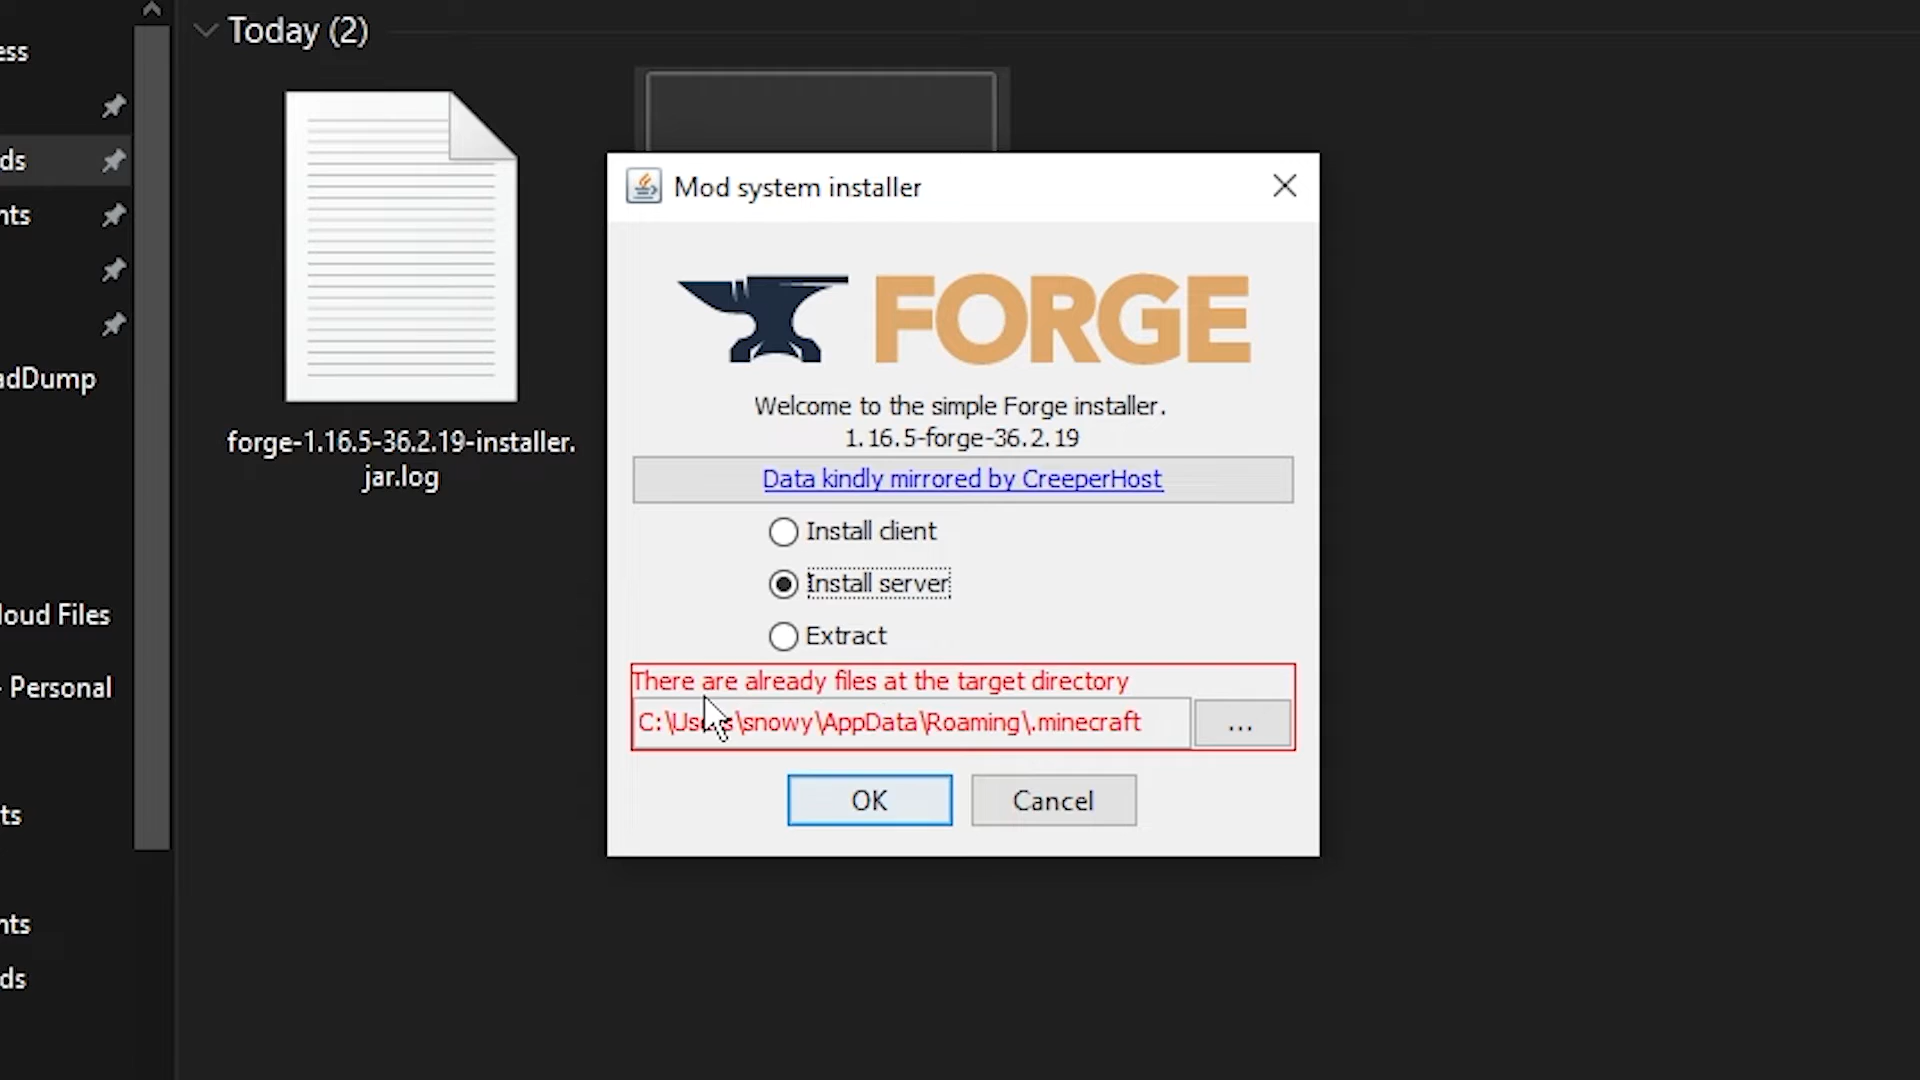 Today (2)
ess
ds
nts
adDump
loud Files
- Personal
ts
nts
ds
forge-1.16.5-36.2.19-installer.
jar.log
Mod system installer
FORGE
Welcome to the simple Forge installer.
1.16.5-forge-36.2.19
Data kindly mirrored by CreeperHost
Install client
Install server
Extract
There are already files at the target directory
C:\Users\snowy\AppData\Roaming\.minecraft
...
OK
Cancel